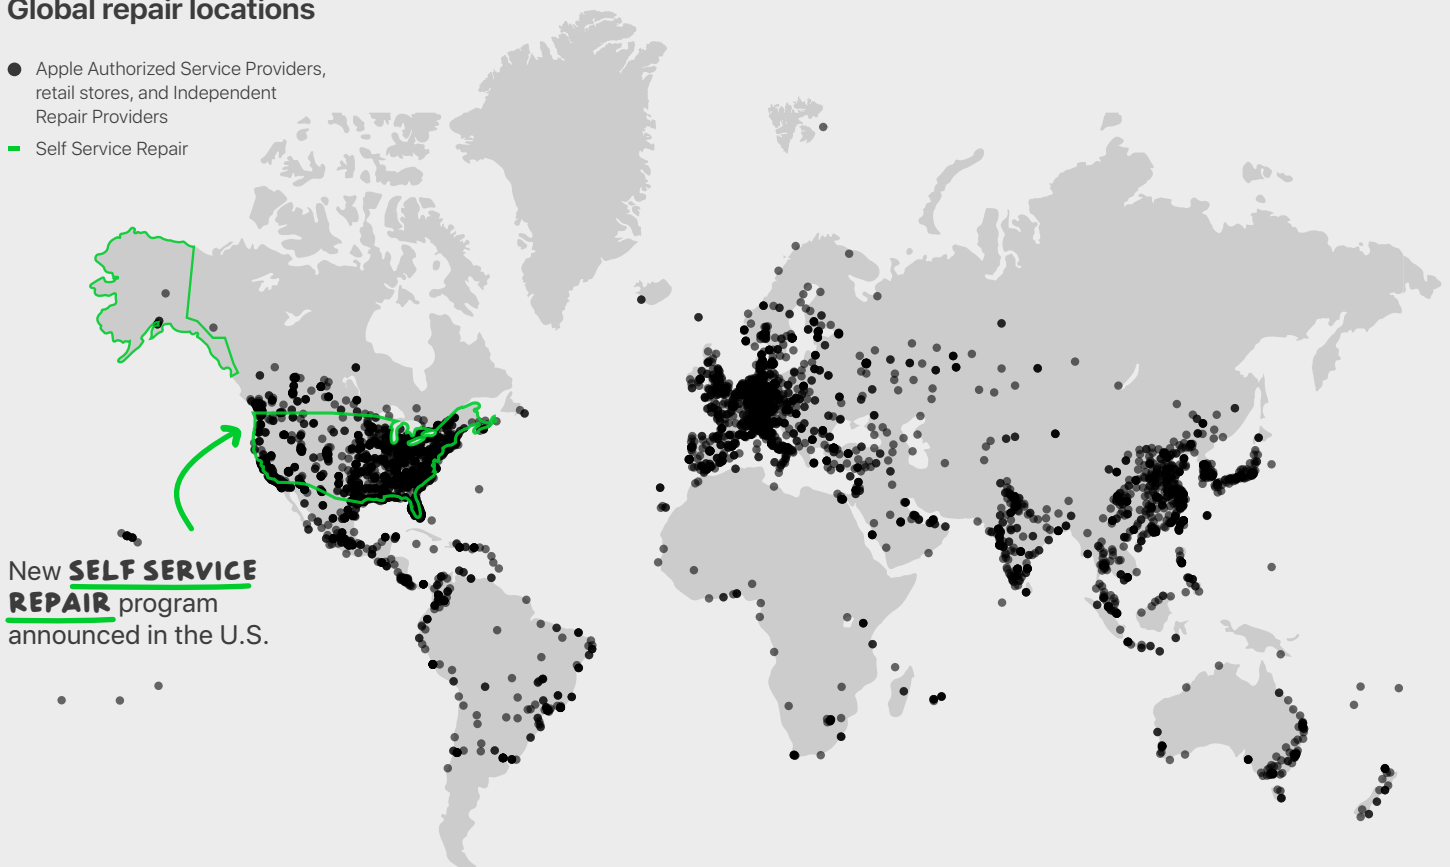 Global repair locations
Apple Authorized Service Providers,
retail stores, and Independent
Repair Providers
Self Service Repair
New SELF SERVICE
REPAIR program
announced in the U.S.